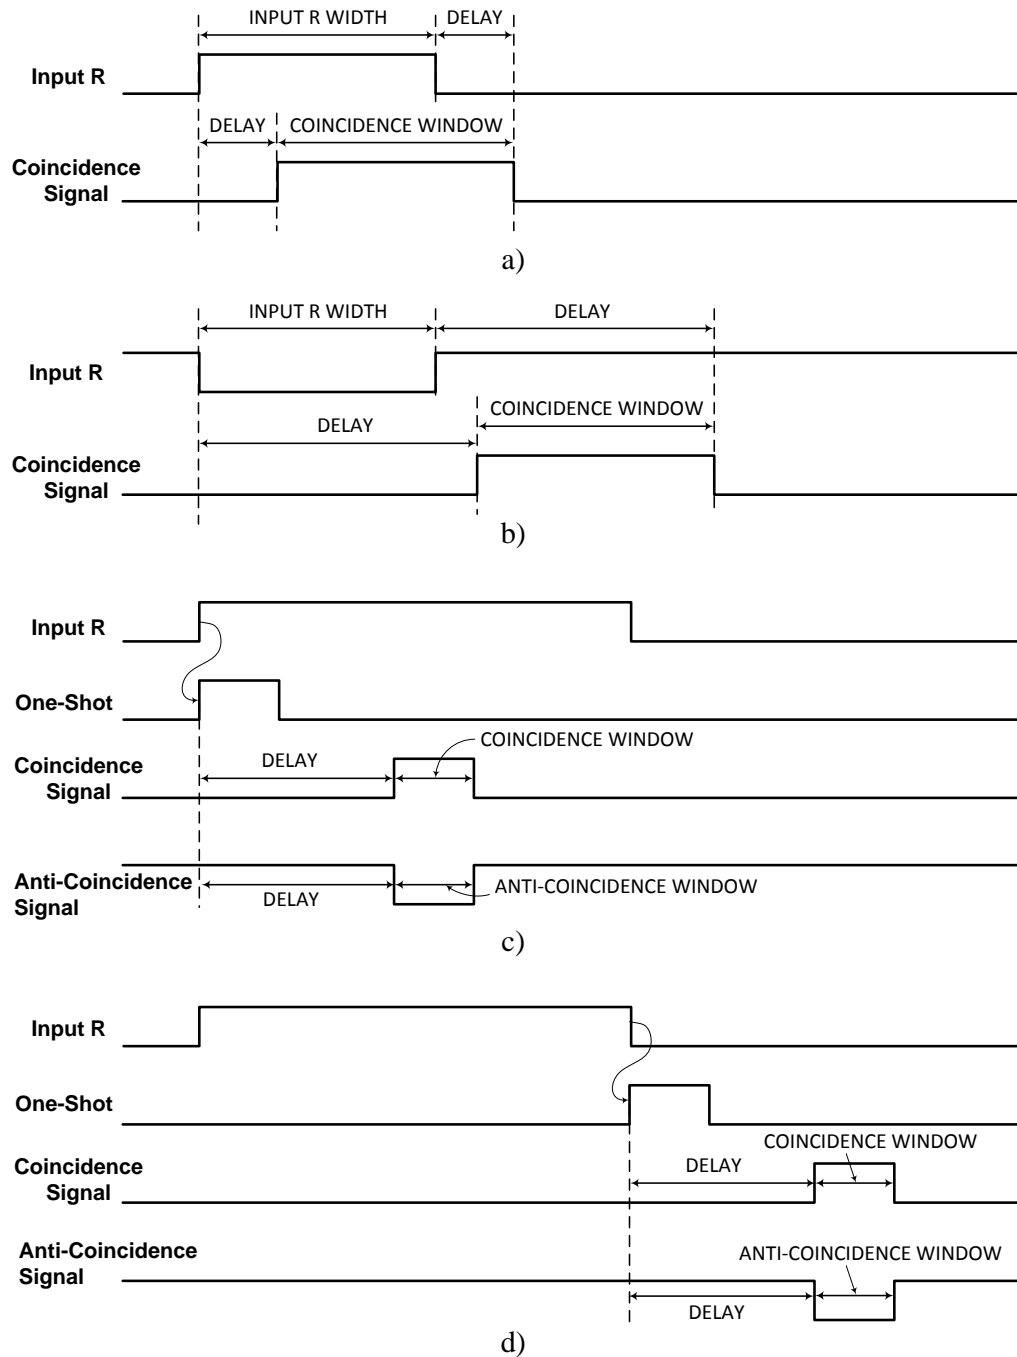 INPUT R WIDTH
DELAY
Input R
DELAY
COINCIDENCE WINDOW
Coincidence
Signal
a)
INPUT R WIDTH
DELAY
Input R
COINCIDENCE WINDOW
DELAY
Coincidence
Signal
b)
Input R
One-Shot
COINCIDENCE WINDOW
DELAY
Coincidence
Signal
Anti-Coincidence
Signal
DELAY
ANTI-COINCIDENCE WINDOW
c)
Input R
One-Shot
COINCIDENCE WINDOW
DELAY
Coincidence
Signal
Anti-Coincidence
Signal
ANTI-COINCIDENCE WINDOW
DELAY
d)